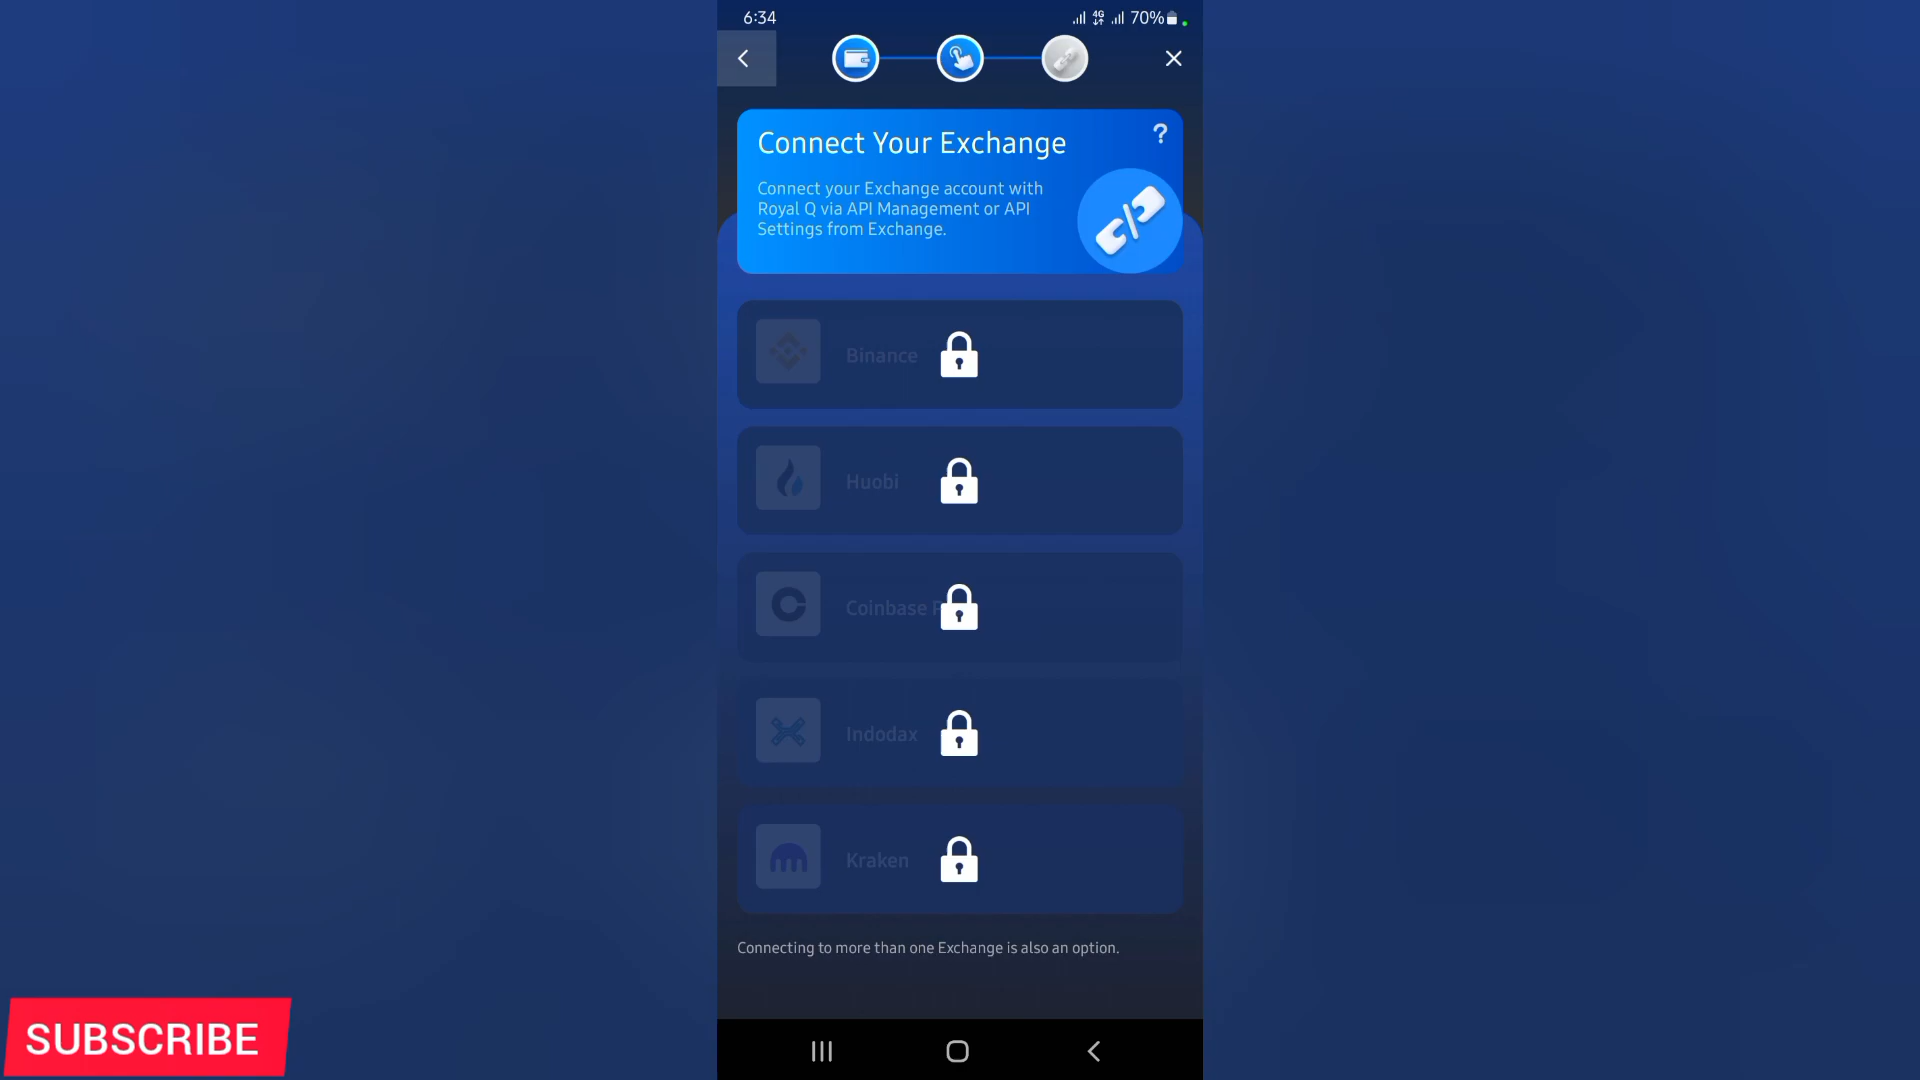 6:34
4G 70%
Connect Your Exchange
?
Connect your Exchange account with
Royal Q via API Management or API
Settings from Exchange.
Binance
Huobi
Coinbase
Indodax
Kraken
Connecting to more than one Exchange is also an option.
SUBSCRIBE